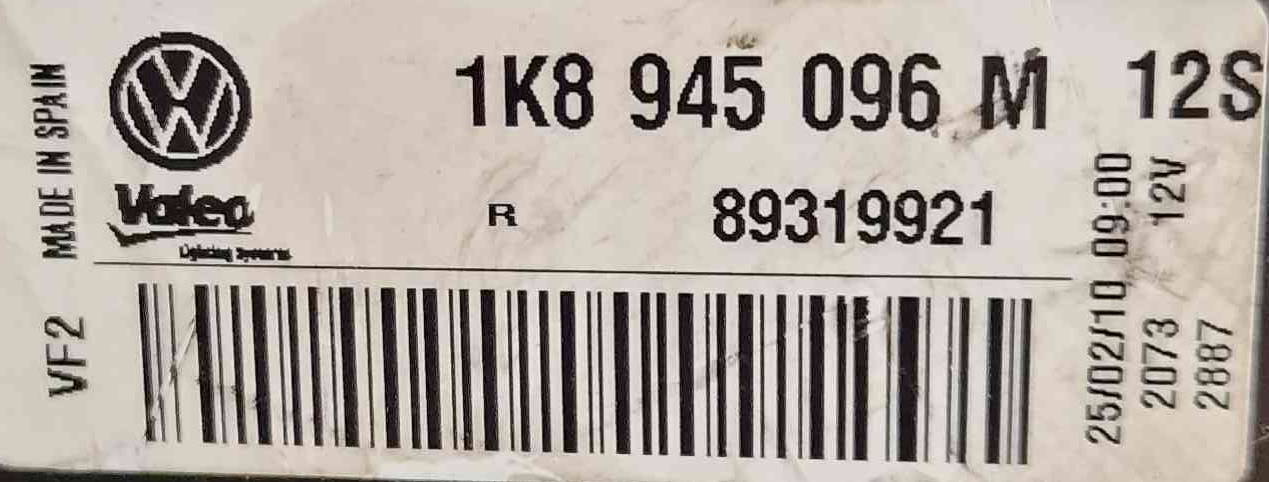 1K8 945 096 M 12S
Valeo
Lighting Systems
R 89319921
MADE IN SPAIN
VF2
25/02/10 09:00
2073 12V
2887